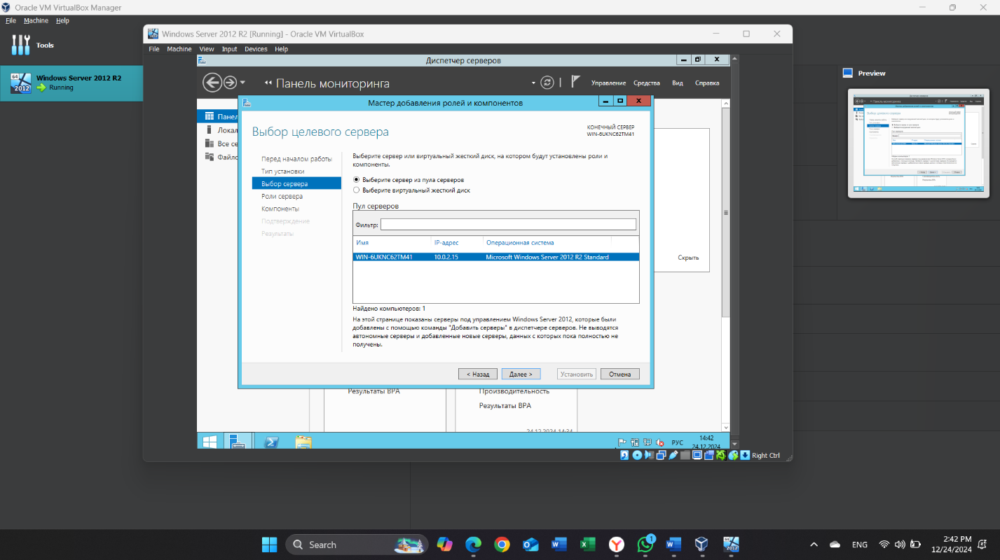 Oracle VM VirtualBox Manager
File Machine Help
Tools
64
2012
Windows Server 2012 R2
Running
Preview
Windows Server 2012 R2 [Running] - Oracle VM VirtualBox
File Machine View Input Devices Help
Диспетчер серверов
Панель мониторинга
Управление Средства Вид Справка
Мастер добавления ролей и компонентов
Выбор целевого сервера
КОНЕЧНЫЙ СЕРВЕР
WIN-6UKNC62TM41
Перед началом работы
Тип установки
Выбор сервера
Роли сервера
Компоненты
Подтверждение
Результаты
Выберите сервер или виртуальный жесткий диск, на котором будут установлены роли и
компоненты.
Выберите сервер из пула серверов
Выберите виртуальный жесткий диск
Пул серверов
Фильтр:
Имя IP-адрес Операционная система
WIN-6UKNC62TM41 10.0.2.15 Microsoft Windows Server 2012 R2 Standard
Найдено компьютеров: 1
На этой странице показаны серверы под управлением Windows Server 2012, которые были
добавлены с помощью команды "Добавить серверы" в диспетчере серверов. Не выводятся
автономные серверы и добавленные новые серверы, данных с которых пока полностью не
получены.
< Назад Далее > Установить Отмена
Панел
Локал
Все се
Файло
Скрыть
Результаты BPA
Производительность
Результаты BPA
24.12.2024 14:34
РУС
14:42
24.12.2024
Right Ctrl
Search
1
ENG
2:42 PM
12/24/2024